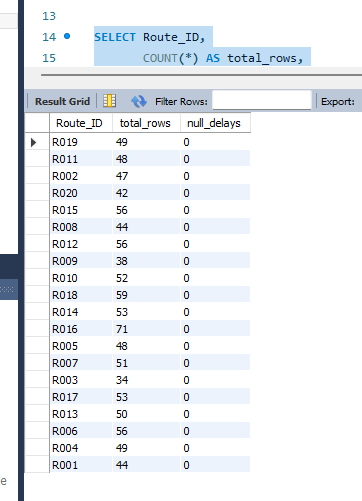 13
14 SELECT Route_ID,
15 COUNT(*) AS total_rows,
Result Grid Filter Rows: Export:
Route_ID total_rows null_delays
R019 49 0
R011 48 0
R002 47 0
R020 42 0
R015 56 0
R008 44 0
R012 56 0
R009 38 0
R010 52 0
R018 59 0
R014 53 0
R016 71 0
R005 48 0
R007 51 0
R003 34 0
R017 53 0
R013 50 0
R006 56 0
R004 49 0
R001 44 0
e